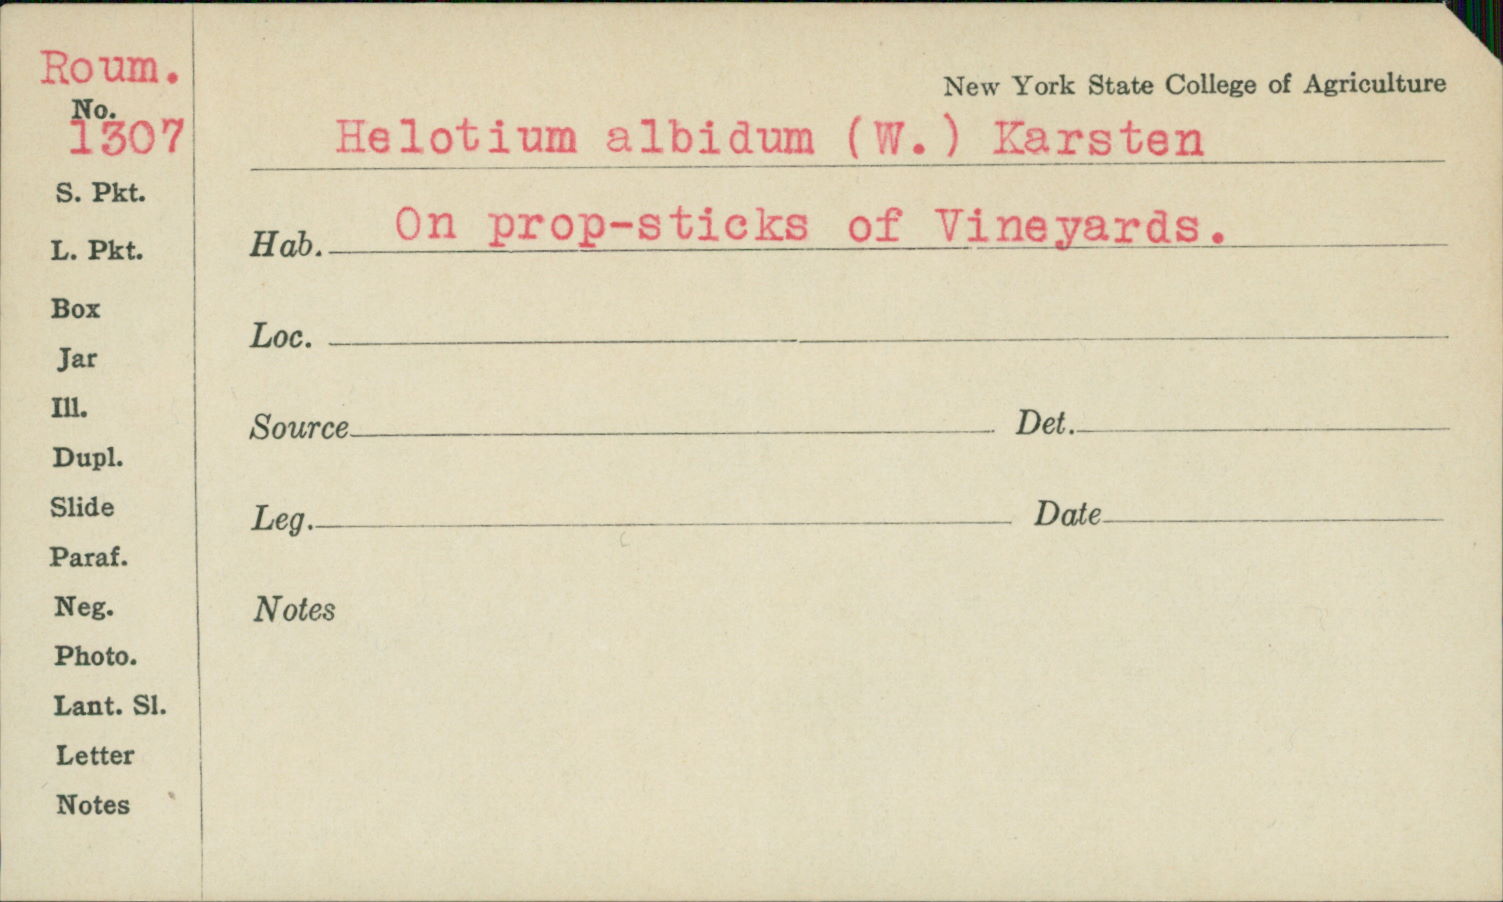 Roum.
No.
1307
S. Pkt.
L. Pkt.
Box
Jar
Ill.
Dupl.
Slide
Paraf.
Neg.
Photo.
Lant. Sl.
Letter
Notes
New York State College of Agriculture
Helotium albidum (W.) Karsten
Hab. On prop-sticks of Vineyards.
Loc.
Source Det.
Leg. Date
Notes